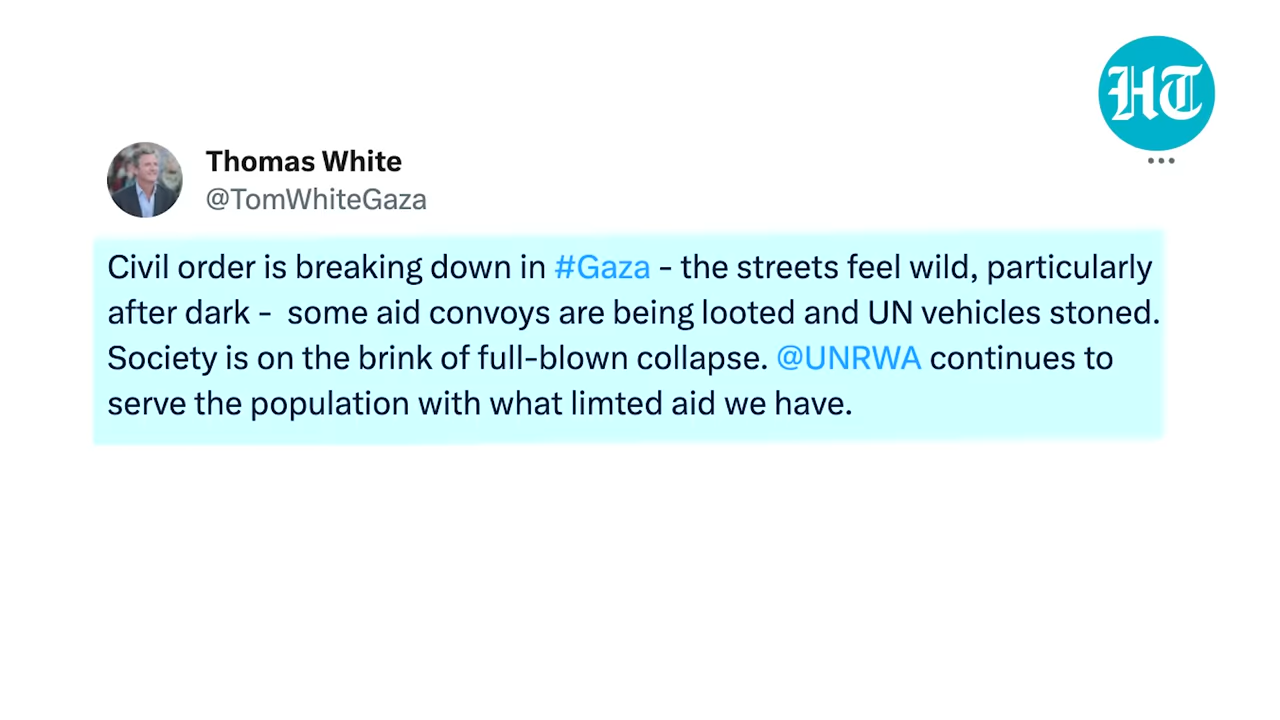 HT
Thomas White
@TomWhiteGaza
Civil order is breaking down in #Gaza - the streets feel wild, particularly
after dark -  some aid convoys are being looted and UN vehicles stoned.
Society is on the brink of full-blown collapse. @UNRWA continues to
serve the population with what limted aid we have.